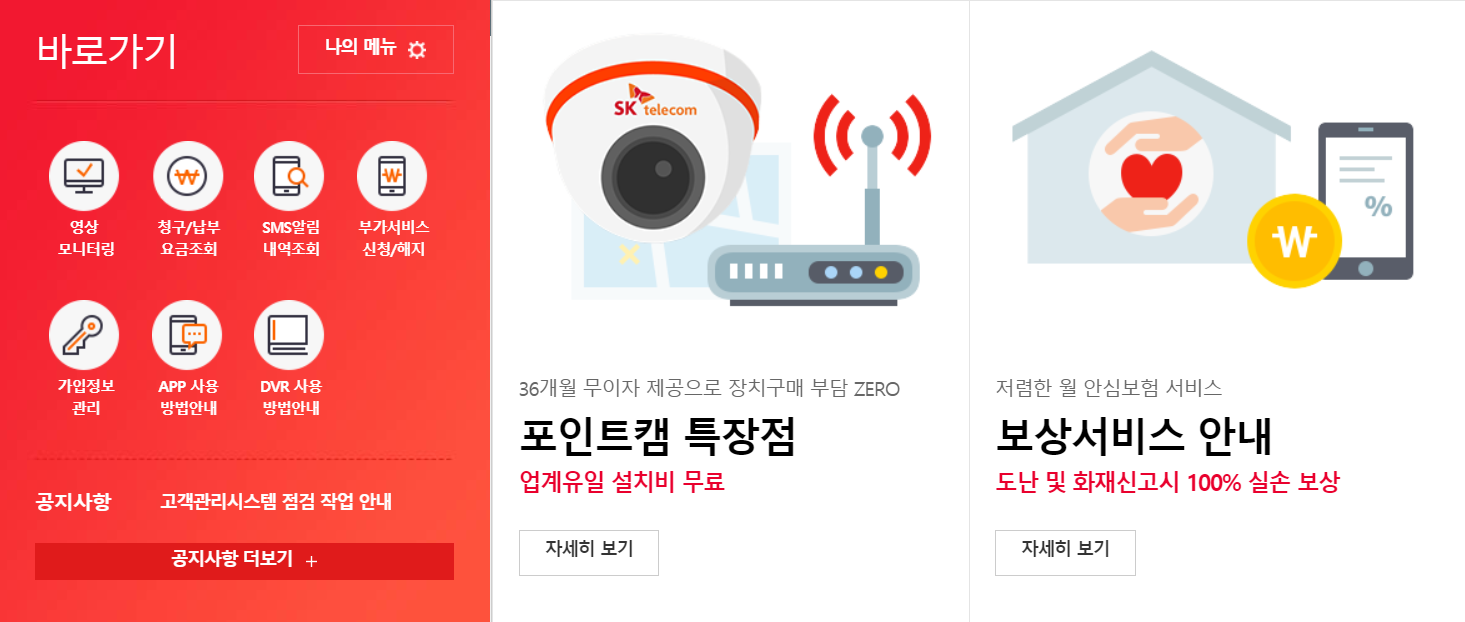 바로가기
나의 메뉴
영상
모니터링
청구/납부
요금조회
SMS알림
내역조회
부가서비스
신청/해지
가입정보
관리
APP 사용
방법안내
DVR 사용
방법안내
공지사항
고객관리시스템 점검 작업 안내
공지사항 더보기 +
SK telecom
36개월 무이자 제공으로 장치구매 부담 ZERO
포인트캠 특장점
업계유일 설치비 무료
자세히 보기
%
₩
저렴한 월 안심보험 서비스
보상서비스 안내
도난 및 화재신고시 100% 실손 보상
자세히 보기